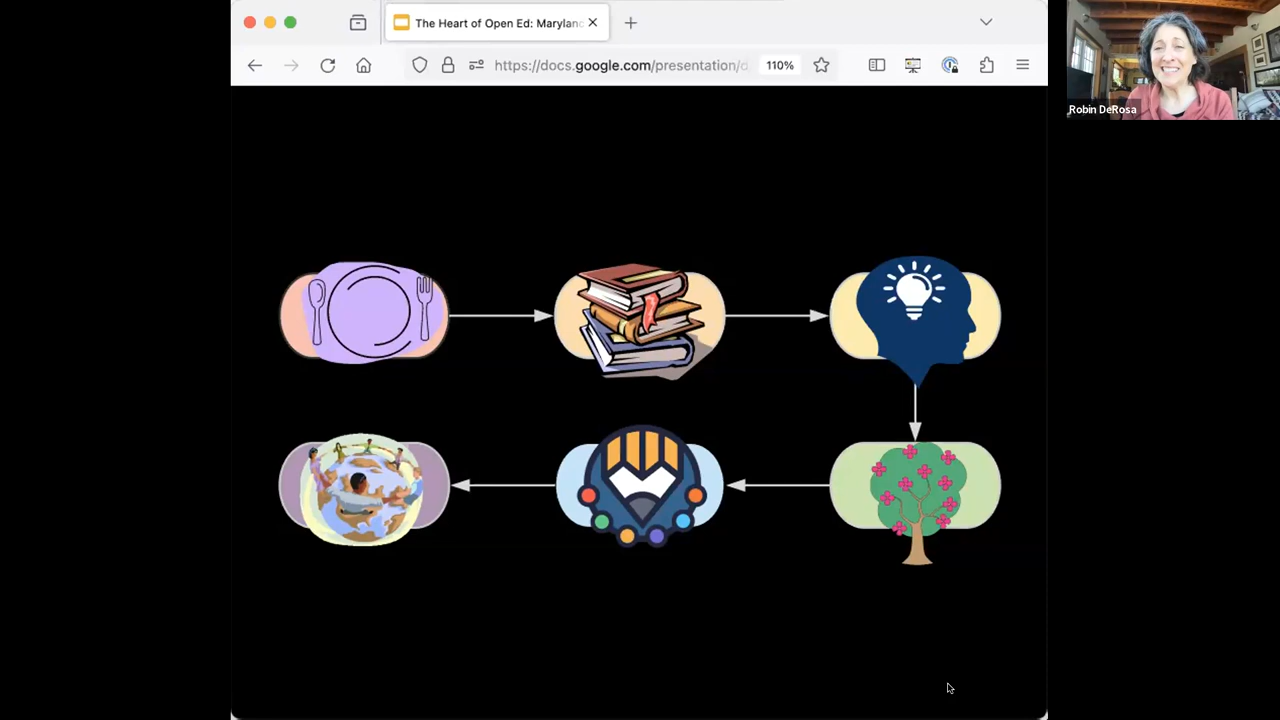 The Heart of Open Ed: Marylan
https://docs.google.com/presentation/d
110%
Robin DeRosa